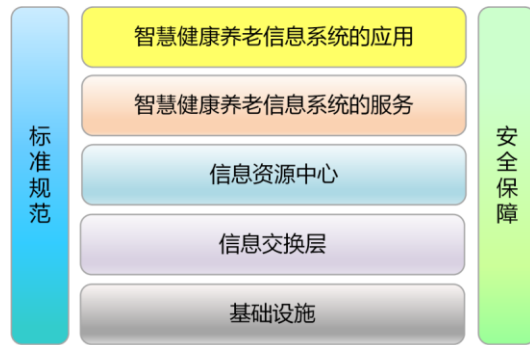 标准规范
智慧健康养老信息系统的应用
智慧健康养老信息系统的服务
信息资源中心
信息交换层
基础设施
安全保障